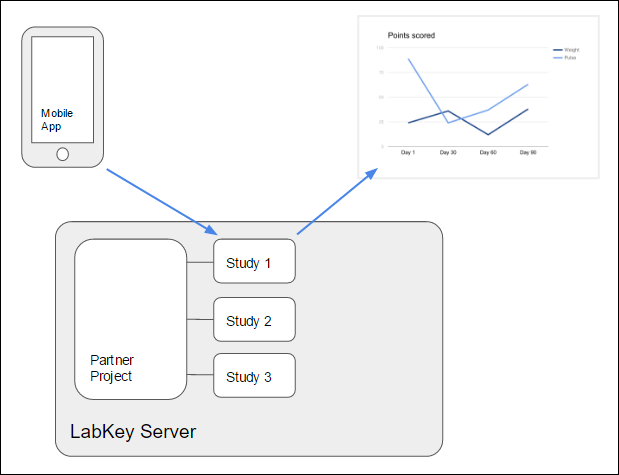 Points scored
Weight
Pulse
100
75
50
25
0
Day 1 Day 30 Day 60 Day 90
Mobile
App
Study 1
Study 2
Study 3
Partner
Project
LabKey Server